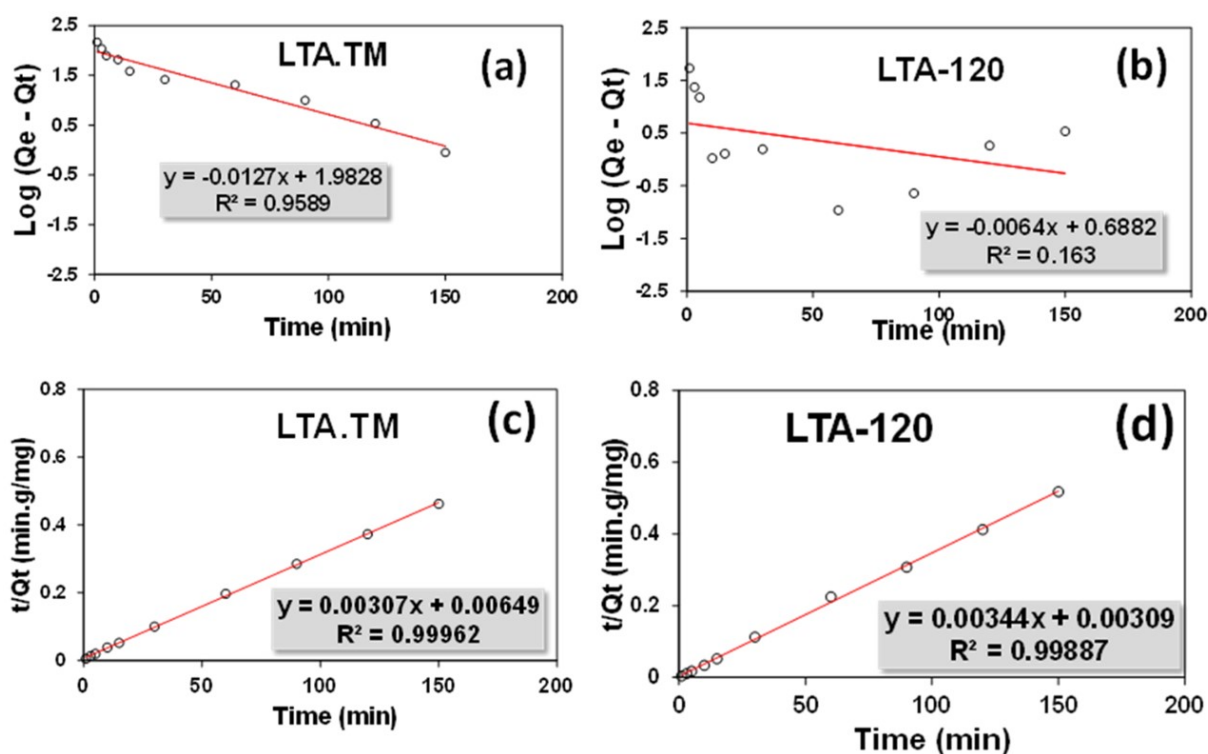 2.5
1.5
0.5
-0.5
-1.5
-2.5
Log (Qe - Qt)
LTA.TM
(a)
y = -0.0127x + 1.9828
R² = 0.9589
0
50
100
150
200
Time (min)
2.5
1.5
0.5
-0.5
-1.5
-2.5
Log (Qe - Qt)
LTA-120
(b)
y = -0.0064x + 0.6882
R² = 0.163
0
50
100
150
200
Time (min)
0.8
0.6
0.4
0.2
0
t/Qt (min.g/mg)
LTA.TM
(c)
y = 0.00307x + 0.00649
R² = 0.99962
0
50
100
150
200
Time (min)
0.8
0.6
0.4
0.2
0
t/Qt (min.g/mg)
LTA-120
(d)
y = 0.00344x + 0.00309
R² = 0.99887
0
50
100
150
200
Time (min)